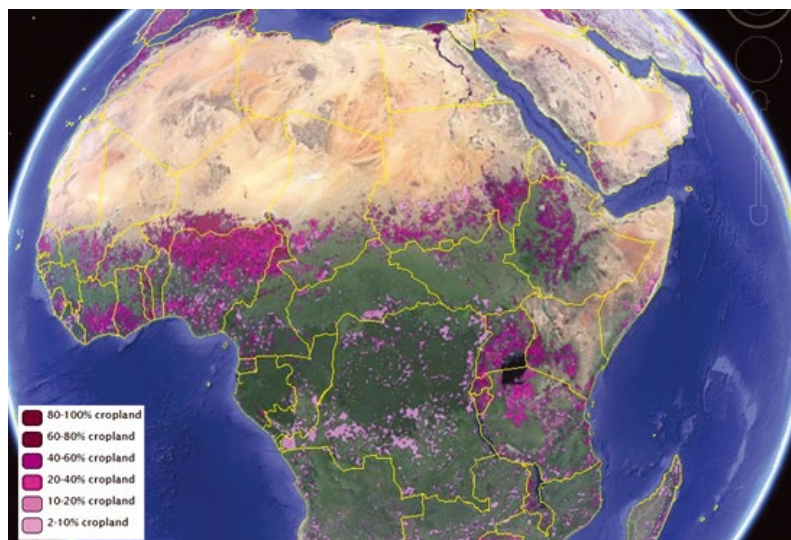 80-100% cropland
60-80% cropland
40-60% cropland
20-40% cropland
10-20% cropland
2-10% cropland